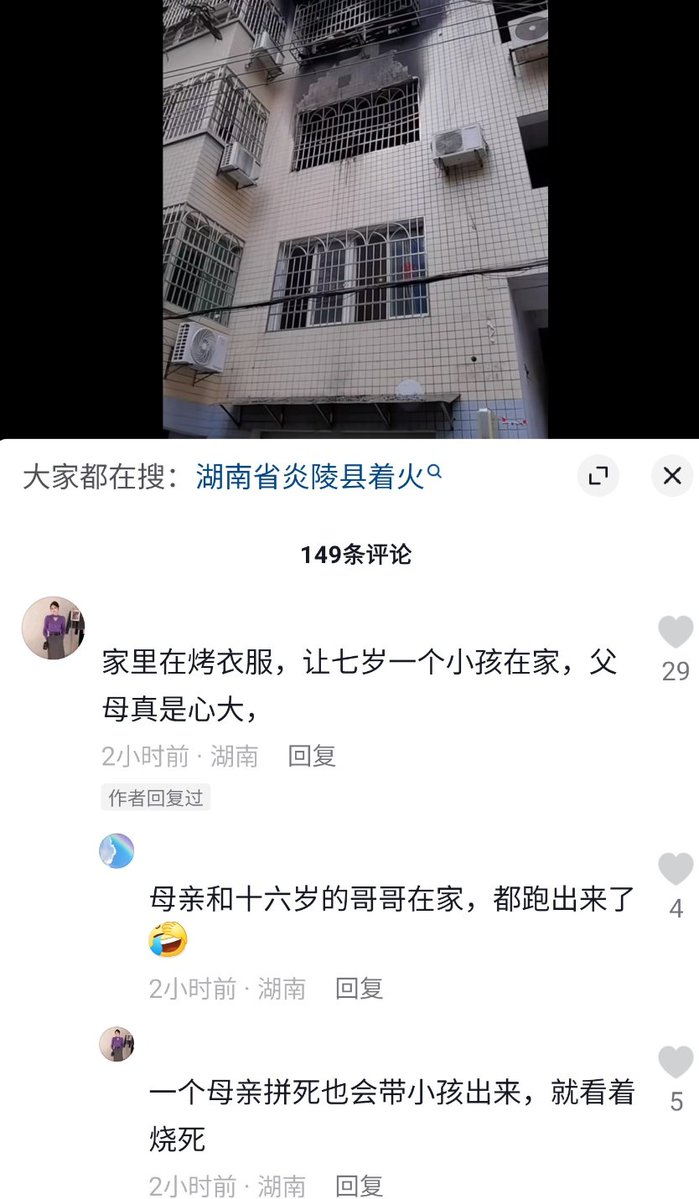 大家都在搜：湖南省炎陵县着火
149条评论
家里在烤衣服，让七岁一个小孩在家，父
母真是心大，
29
2小时前 · 湖南 回复
作者回复过
母亲和十六岁的哥哥在家，都跑出来了
🤣
4
2小时前 · 湖南 回复
一个母亲拼死也会带小孩出来，就看着
烧死
5
2小时前 · 湖南 回复